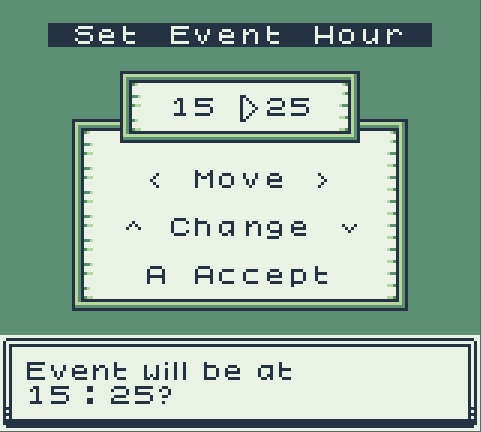 Set Event Hour
15 ▷25
< Move >
^ Change v
A Accept
Event will be at
15:25?